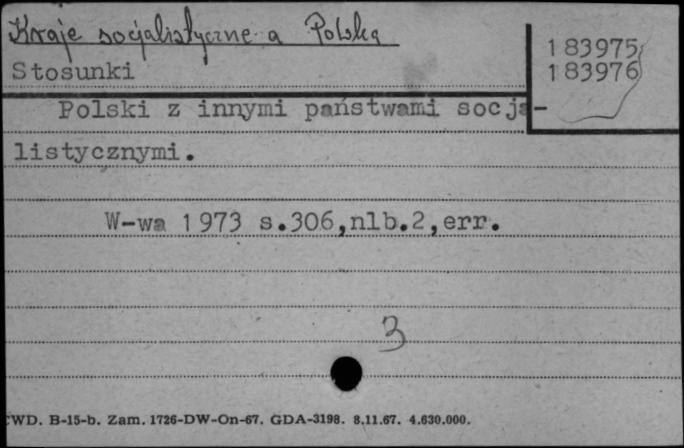 Kraje socjalistyczne a Polska
183975
Stosunki
183976
Polski z innymi państwami socja-
listycznymi.
W-wa 1973 s.306,nlb.2,err.
3
WD. B-15-b. Zam. 1726-DW-On-67. GDA-3198. 8.11.67. 4.630.000.